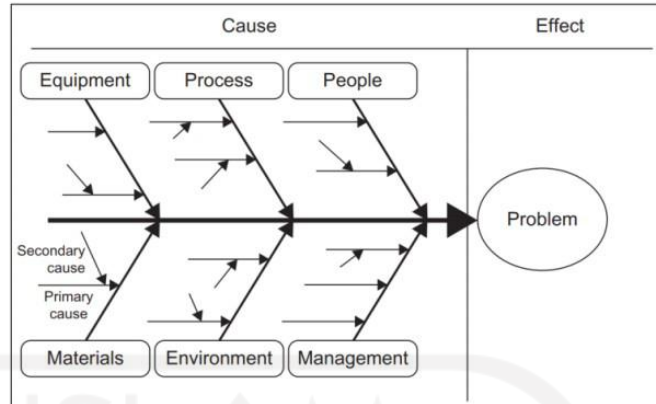 Cause
Effect
Equipment
Process
People
Problem
Secondary
cause
Primary
cause
Materials
Environment
Management